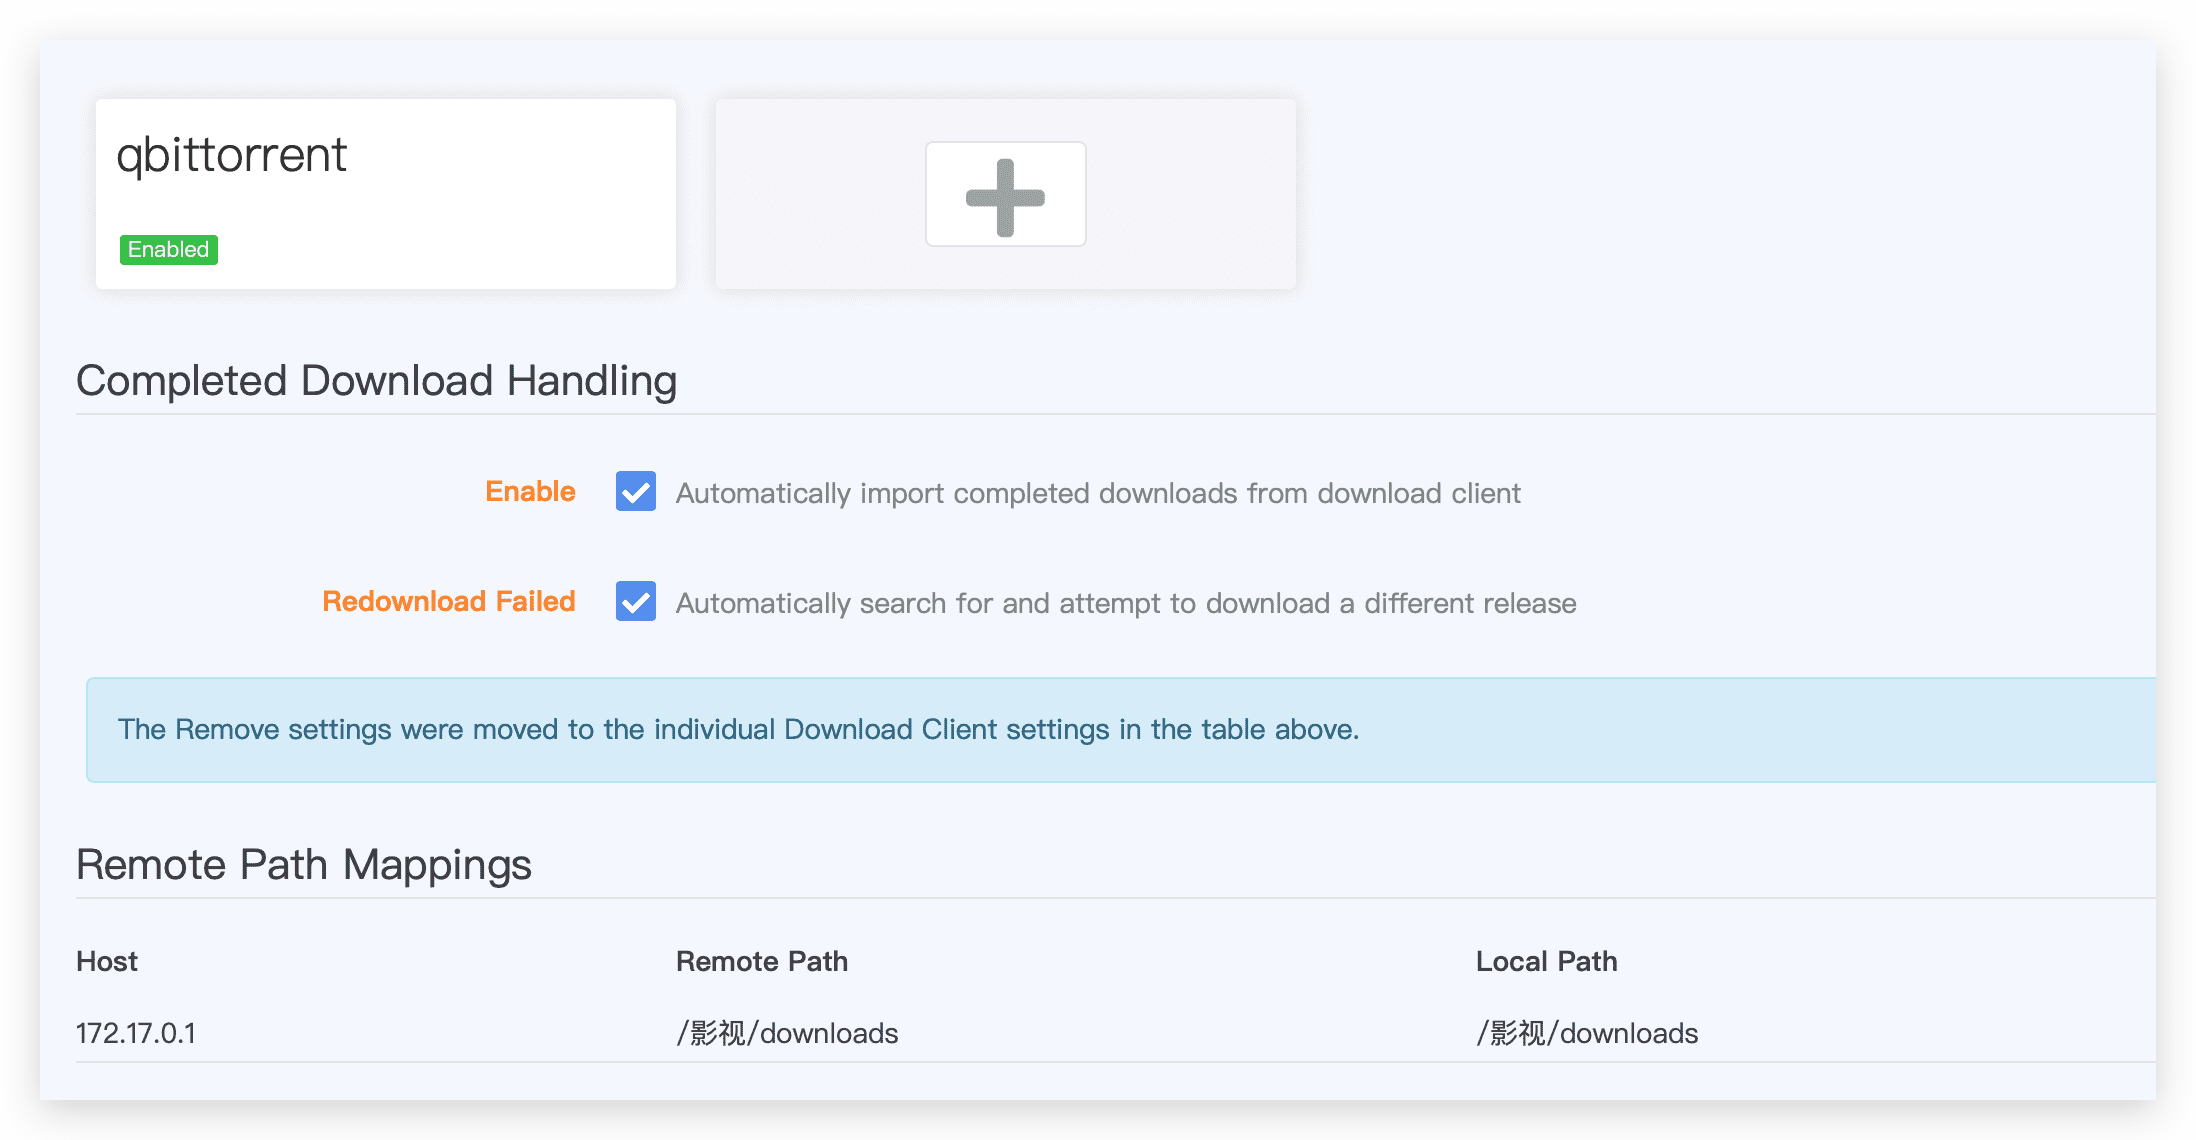 qbittorrent
Enabled
Completed Download Handling
Enable Automatically import completed downloads from download client
Redownload Failed Automatically search for and attempt to download a different release
The Remove settings were moved to the individual Download Client settings in the table above.
Remote Path Mappings
Host Remote Path Local Path
172.17.0.1 /影视/downloads /影视/downloads